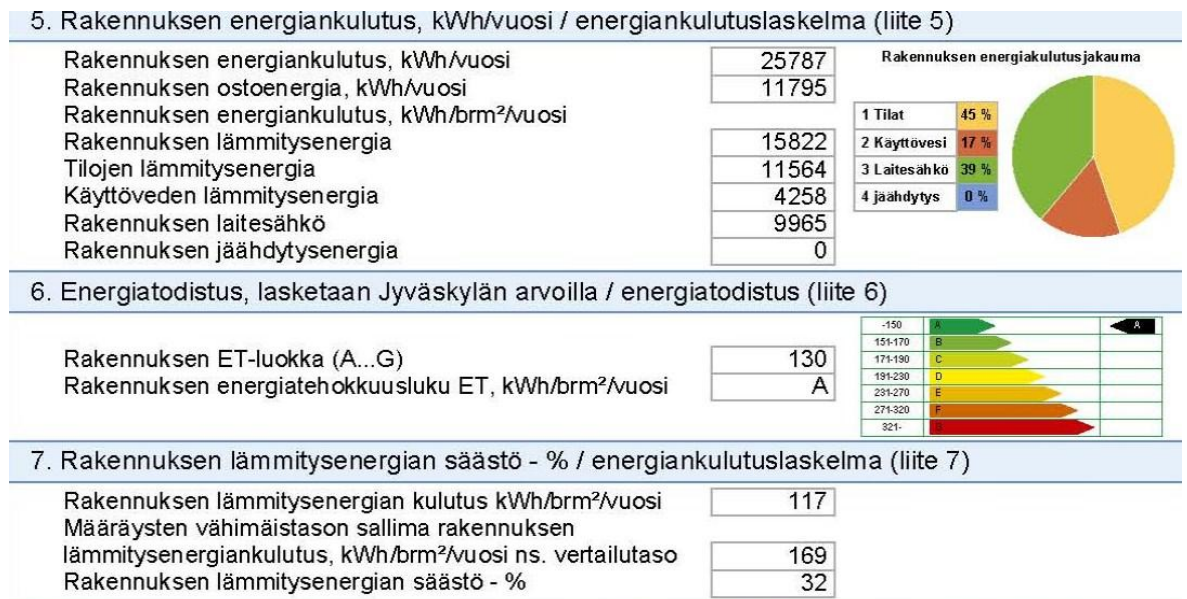 5. Rakennuksen energiankulutus, kWh/vuosi / energiankulutuslaskelma (liite 5)
Rakennuksen energiankulutus, kWh/vuosi 25787
Rakennuksen ostoenergia, kWh/vuosi 11795
Rakennuksen energiankulutus, kWh/brm²/vuosi
Rakennuksen lämmitysenergia 15822
Tilojen lämmitysenergia 11564
Käyttöveden lämmitysenergia 4258
Rakennuksen laitesähkö 9965
Rakennuksen jäähdytysenergia 0
Rakennuksen energiakulutusjakauma
1 Tilat 45 %
2 Käyttövesi 17 %
3 Laitesähkö 39 %
4 jäähdytys 0 %
6. Energiatodistus, lasketaan Jyväskylän arvoilla / energiatodistus (liite 6)
Rakennuksen ET-luokka (A...G) 130
Rakennuksen energiatehokkuusluku ET, kWh/brm²/vuosi A
-150 A A
151-170 B
171-190 C
191-230 D
231-270 E
271-320 F
321- G
7. Rakennuksen lämmitysenergian säästö - % / energiankulutuslaskelma (liite 7)
Rakennuksen lämmitysenergian kulutus kWh/brm²/vuosi 117
Määräysten vähimäistason sallima rakennuksen
lämmitysenergiankulutus, kWh/brm²/vuosi ns. vertailutaso 169
Rakennuksen lämmitysenergian säästö - % 32